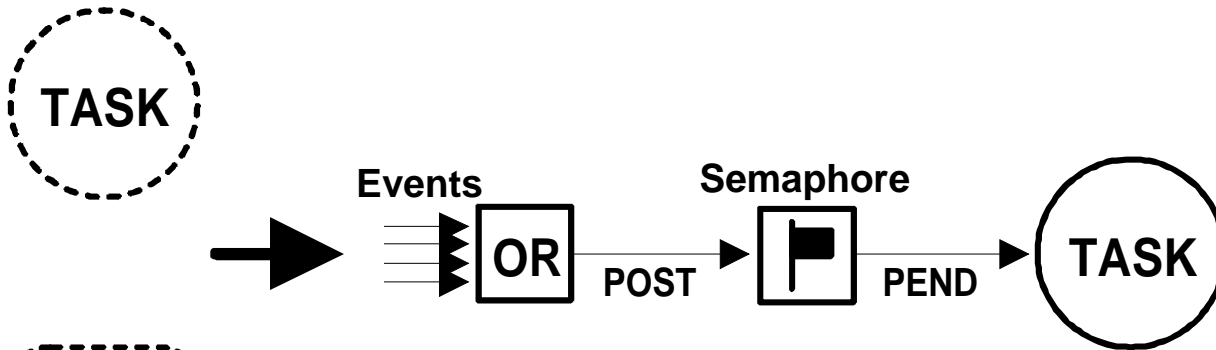 TASK
Events
Semaphore
OR
POST
PEND
TASK